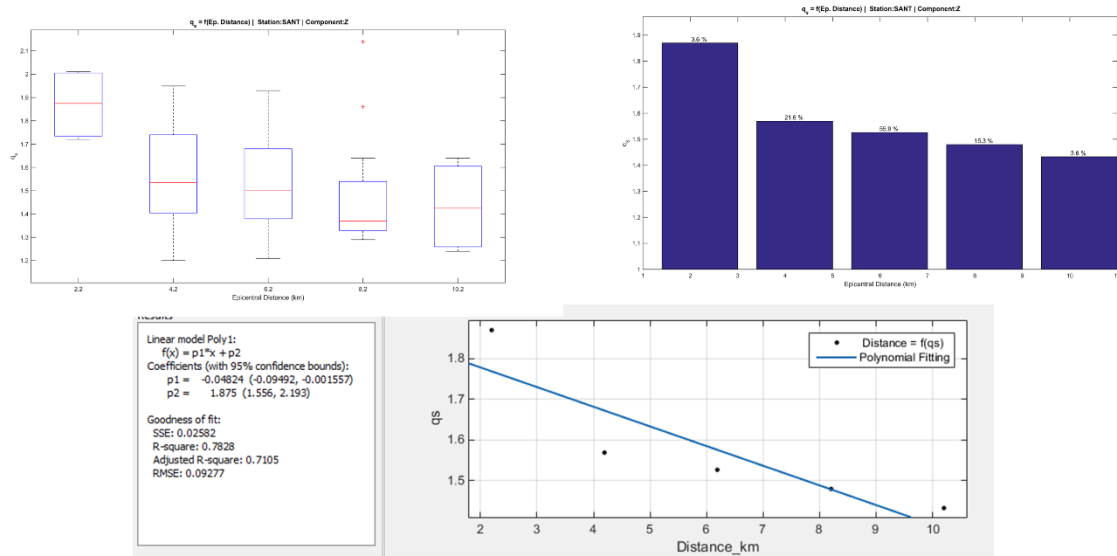 q_s = f(Ep. Distance) | Station:SANT | Component:Z
2.1
2
1.9
1.8
1.7
1.6
1.5
1.4
1.3
1.2
q_s
2.2 4.2 6.2 8.2 10.2
Epicentral Distance (km)
q_s = f(Ep. Distance) | Station:SANT | Component:Z
1.9
1.8
1.7
1.6
1.5
1.4
1.3
1.2
1.1
1
q_s
3.6 %
21.6 %
55.9 %
15.3 %
3.6 %
1 2 3 4 5 6 7 8 9 10
Epicentral Distance (km)
Results
Linear model Poly1:
f(x) = p1*x + p2
Coefficients (with 95% confidence bounds):
p1 = -0.04824 (-0.09492, -0.001557)
p2 = 1.875 (1.556, 2.193)
Goodness of fit:
SSE: 0.02582
R-square: 0.7828
Adjusted R-square: 0.7105
RMSE: 0.09277
Distance = f(qs)
Polynomial Fitting
1.8
1.7
1.6
1.5
qs
2 3 4 5 6 7 8 9 10
Distance_km